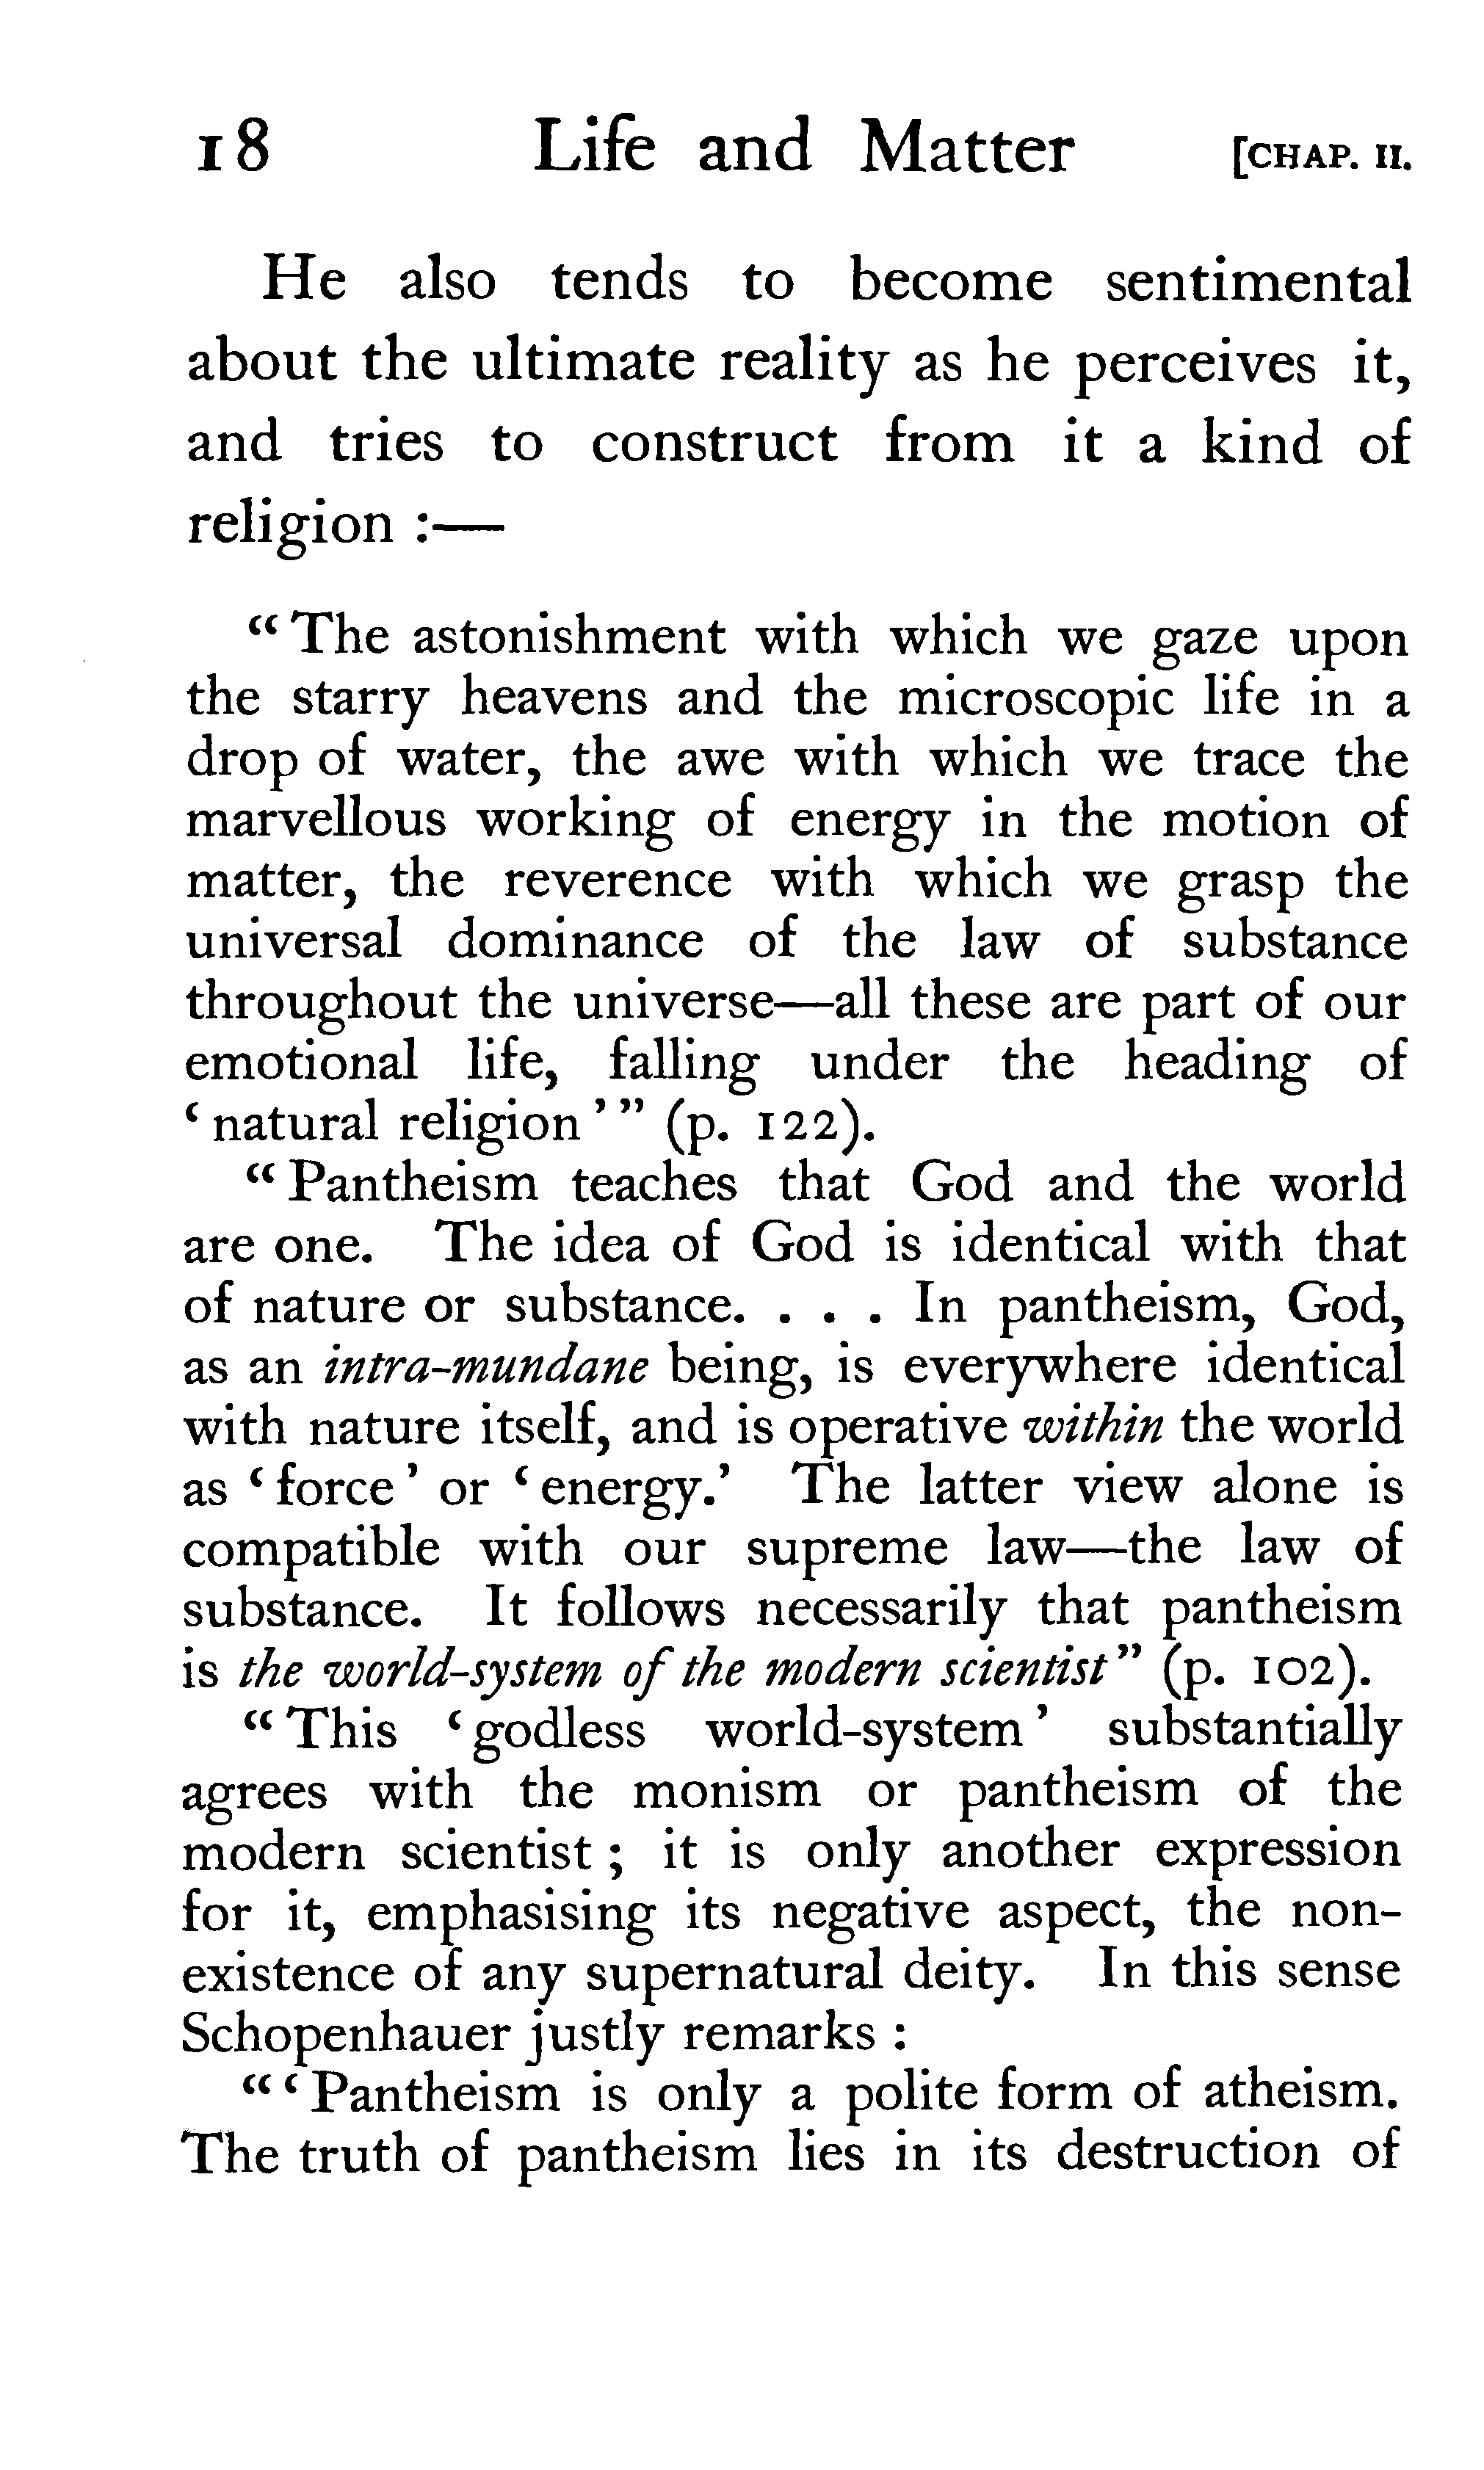 18 Life and Matter [CHAP. II.
He also tends to become sentimental
about the ultimate reality as he perceives it,
and tries to construct from it a kind of
religion :—
“ The astonishment with which we gaze upon
the starry heavens and the microscopic life in a
drop of water, the awe with which we trace the
marvellous working of energy in the motion of
matter, the reverence with which we grasp the
universal dominance of the law of substance
throughout the universe—all these are part of our
emotional life, falling under the heading of
‘ natural religion ’ ” (p. 122).
“ Pantheism teaches that God and the world
are one. The idea of God is identical with that
of nature or substance. . . . In pantheism, God,
as an intra-mundane being, is everywhere identical
with nature itself, and is operative within the world
as ‘ force ’ or ‘ energy.’ The latter view alone is
compatible with our supreme law—the law of
substance. It follows necessarily that pantheism
is the world-system of the modern scientist ” (p. 102).
“ This ‘ godless world-system ’ substantially
agrees with the monism or pantheism of the
modern scientist ; it is only another expression
for it, emphasising its negative aspect, the non-
existence of any supernatural deity. In this sense
Schopenhauer justly remarks :
“ ‘ Pantheism is only a polite form of atheism.
The truth of pantheism lies in its destruction of